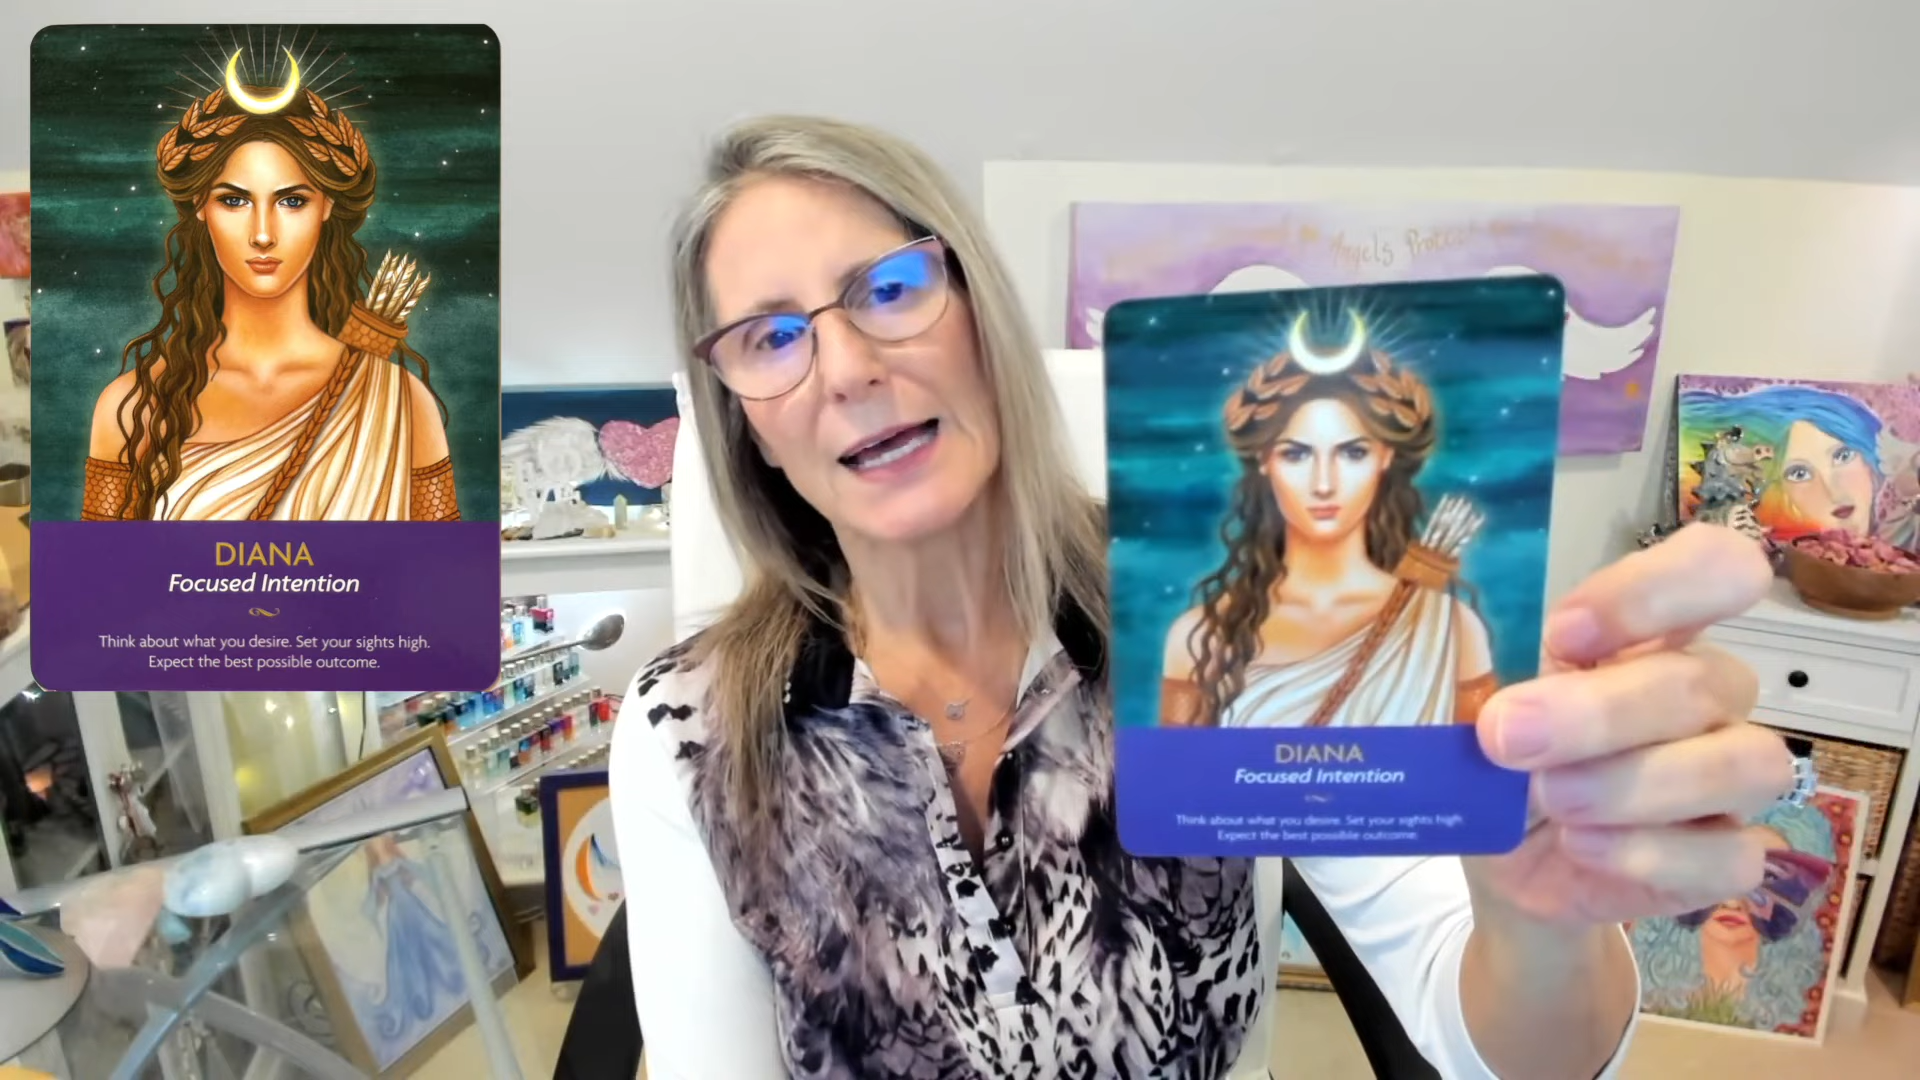 DIANA
Focused Intention
Think about what you desire. Set your sights high.
Expect the best possible outcome.
Angels Protect
DIANA
Focused Intention
Think about what you desire. Set your sights high.
Expect the best possible outcome.